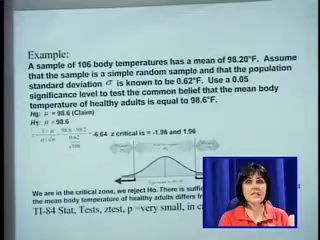 Example:
A sample of 106 body temperatures has a mean of 98.20°F. Assume
that the sample is a simple random sample and that the population
standard deviation σ is known to be 0.62°F. Use a 0.05
significance level to test the common belief that the mean body
temperature of healthy adults is equal to 98.6°F.
H0: μ = 98.6 (Claim)
H1: = 98.6
-6.64 z critical is = -1.96 and 1.96
We are in the critical zone, we reject Ho. There is suffic
the mean body temperature of healthy adults differs fr
TI-84 Stat, Tests, ztest, p =very small, in c